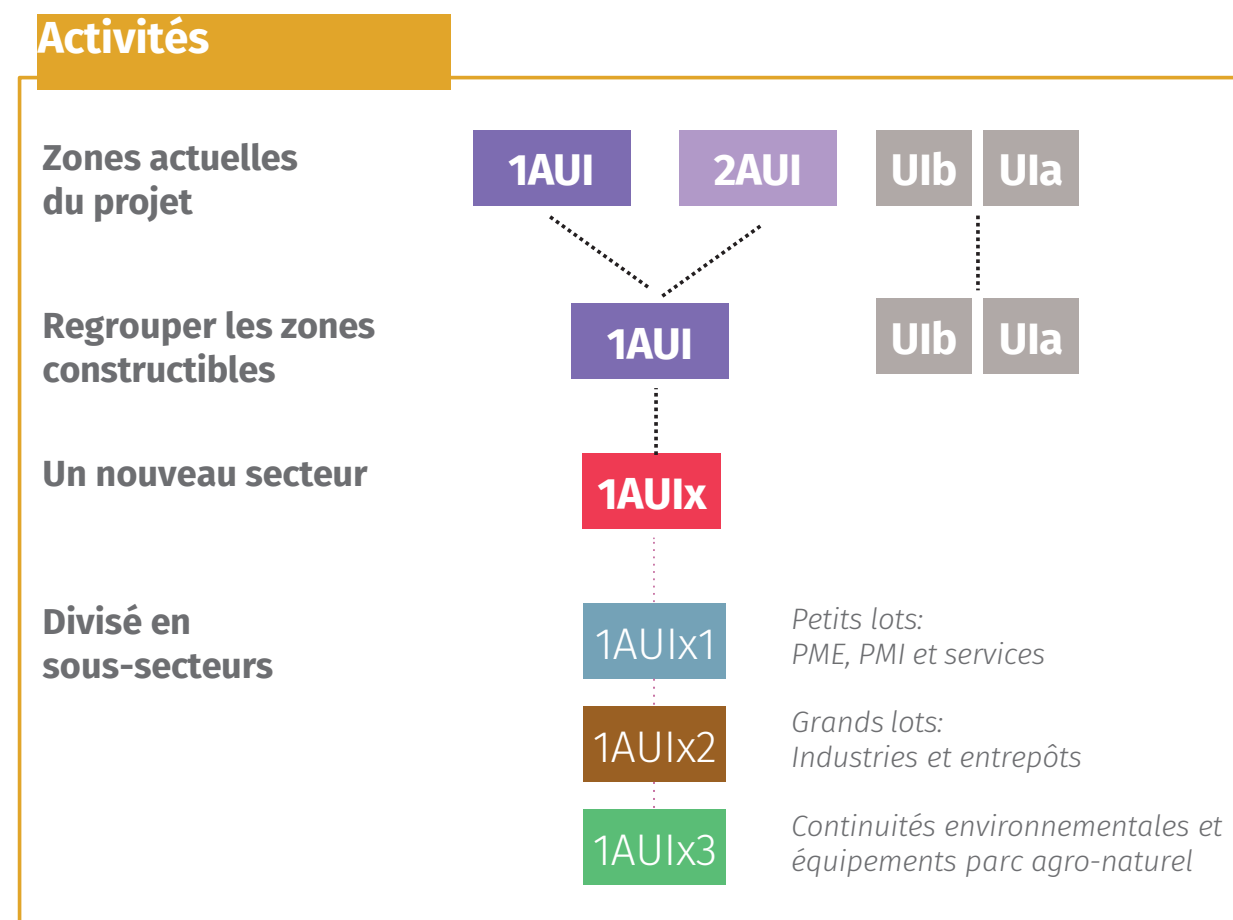 Activités
Zones actuelles
du projet
1AUI 2AUI UIb UIa
Regrouper les zones
constructibles
1AUI UIb UIa
Un nouveau secteur
1AUIx
Divisé en
sous-secteurs
1AUIx1
Petits lots:
PME, PMI et services
1AUIx2
Grands lots:
Industries et entrepôts
1AUIx3
Continuités environnementales et
équipements parc agro-naturel